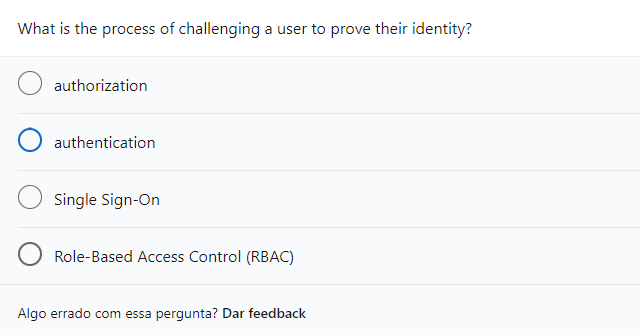 What is the process of challenging a user to prove their identity?
authorization
authentication
Single Sign-On
Role-Based Access Control (RBAC)
Algo errado com essa pergunta? Dar feedback